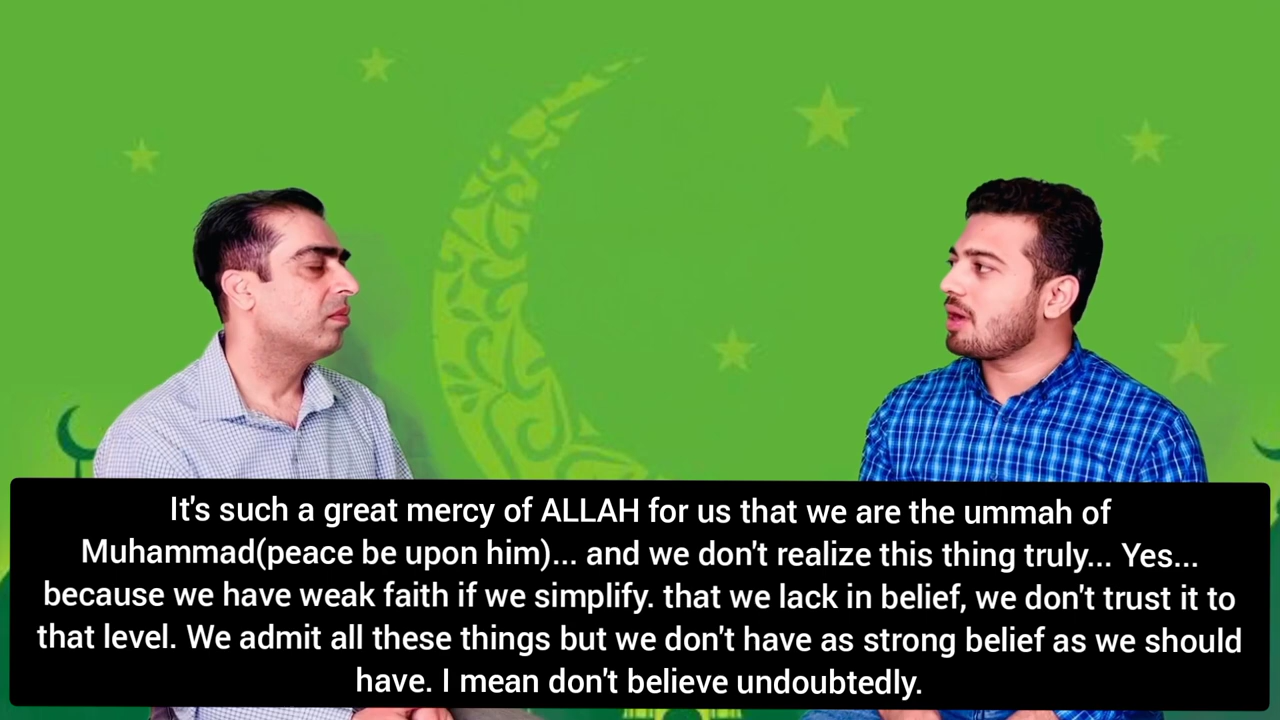 It's such a great mercy of ALLAH for us that we are the ummah of
Muhammad(peace be upon him)... and we don't realize this thing truly... Yes...
because we have weak faith if we simplify. that we lack in belief, we don't trust it to
that level. We admit all these things but we don't have as strong belief as we should
have. I mean don't believe undoubtedly.